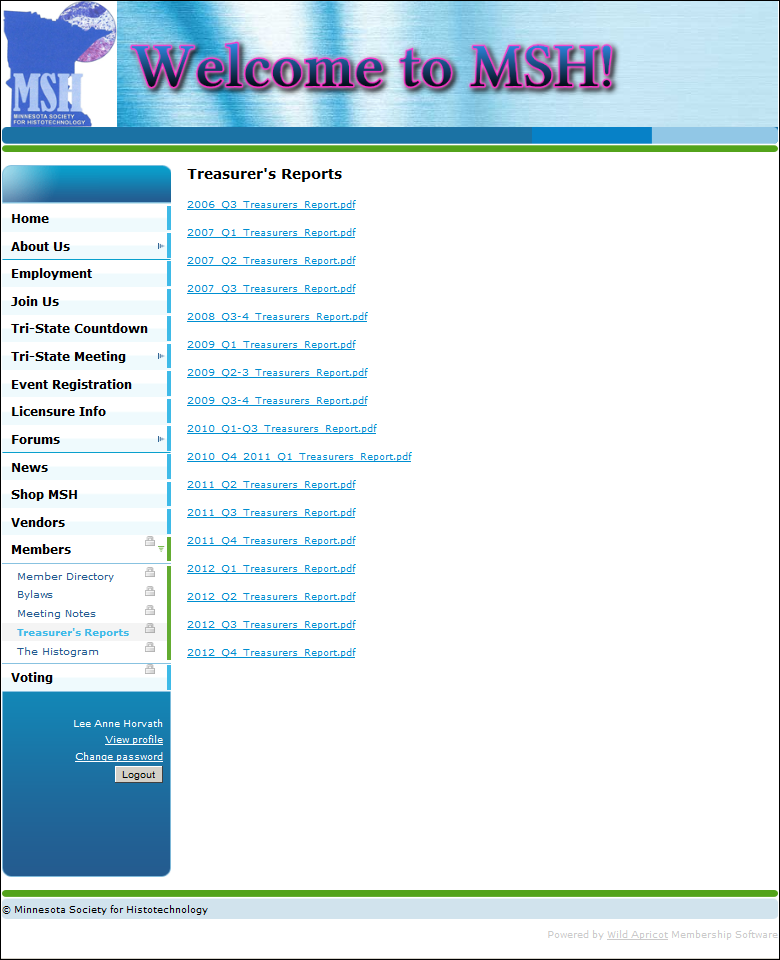 MSH
MINNESOTA SOCIETY
FOR HISTOTECHNOLOGY
Welcome to MSH!
Home
About Us
Employment
Join Us
Tri-State Countdown
Tri-State Meeting
Event Registration
Licensure Info
Forums
News
Shop MSH
Vendors
Members
Member Directory
Bylaws
Meeting Notes
Treasurer's Reports
The Histogram
Voting
Lee Anne Horvath
View profile
Change password
Logout
Treasurer's Reports
2006_Q3_Treasurers_Report.pdf
2007_Q1_Treasurers_Report.pdf
2007_Q2_Treasurers_Report.pdf
2007_Q3_Treasurers_Report.pdf
2008_Q3-4_Treasurers_Report.pdf
2009_Q1_Treasurers_Report.pdf
2009_Q2-3_Treasurers_Report.pdf
2009_Q3-4_Treasurers_Report.pdf
2010_Q1-Q3_Treasurers_Report.pdf
2010_Q4_2011_Q1_Treasurers_Report.pdf
2011_Q2_Treasurers_Report.pdf
2011_Q3_Treasurers_Report.pdf
2011_Q4_Treasurers_Report.pdf
2012_Q1_Treasurers_Report.pdf
2012_Q2_Treasurers_Report.pdf
2012_Q3_Treasurers_Report.pdf
2012_Q4_Treasurers_Report.pdf
© Minnesota Society for Histotechnology
Powered by Wild Apricot Membership Software